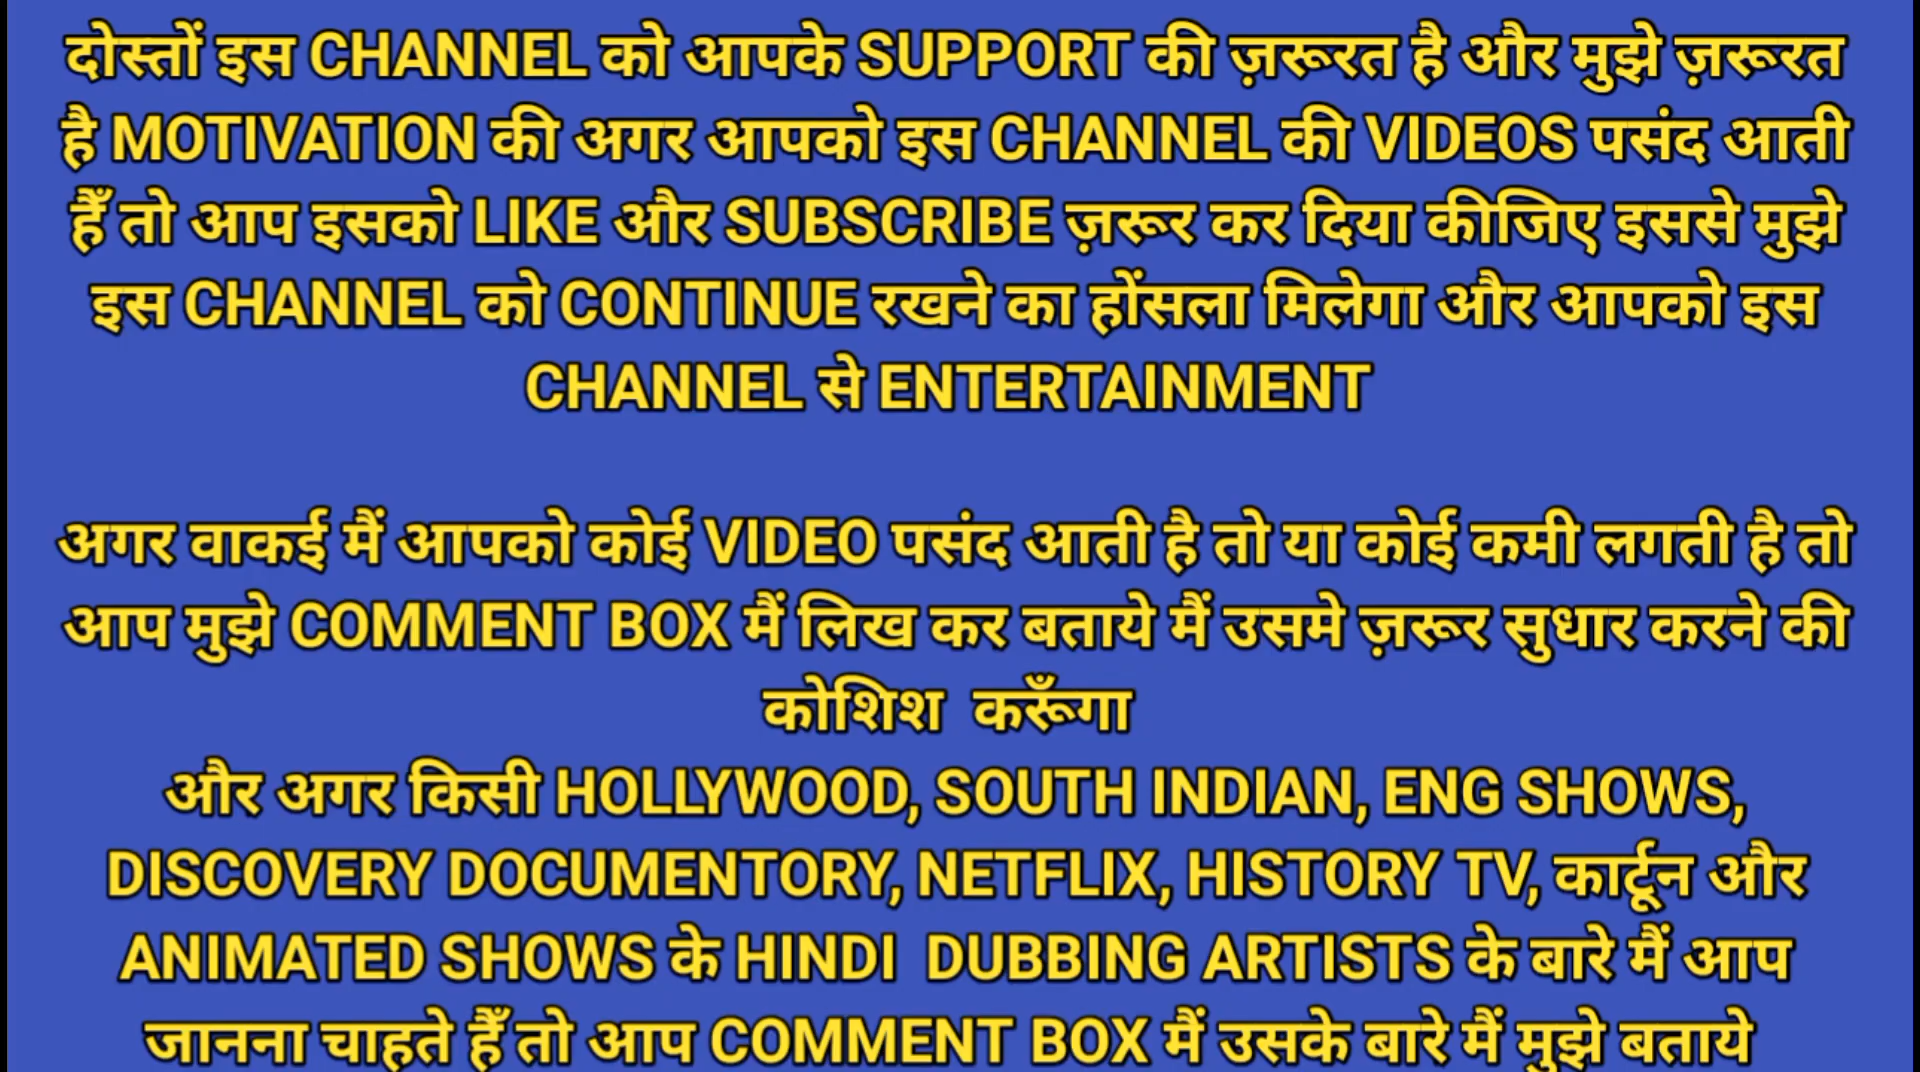 दोस्तों इस CHANNEL को आपके SUPPORT की ज़रूरत है और मुझे ज़रूरत
है MOTIVATION की अगर आपको इस CHANNEL की VIDEOS पसंद आती
हैँ तो आप इसको LIKE और SUBSCRIBE ज़रूर कर दिया कीजिए इससे मुझे
इस CHANNEL को CONTINUE रखने का होंसला मिलेगा और आपको इस
CHANNEL से ENTERTAINMENT
अगर वाकई मैं आपको कोई VIDEO पसंद आती है तो या कोई कमी लगती है तो
आप मुझे COMMENT BOX मैं लिख कर बताये मैं उसमे ज़रूर सुधार करने की
कोशिश करूँगा
और अगर किसी HOLLYWOOD, SOUTH INDIAN, ENG SHOWS,
DISCOVERY DOCUMENTORY, NETFLIX, HISTORY TV, कार्टून और
ANIMATED SHOWS के HINDI DUBBING ARTISTS के बारे मैं आप
जानना चाहते हैँ तो आप COMMENT BOX मैं उसके बारे मैं मुझे बताये